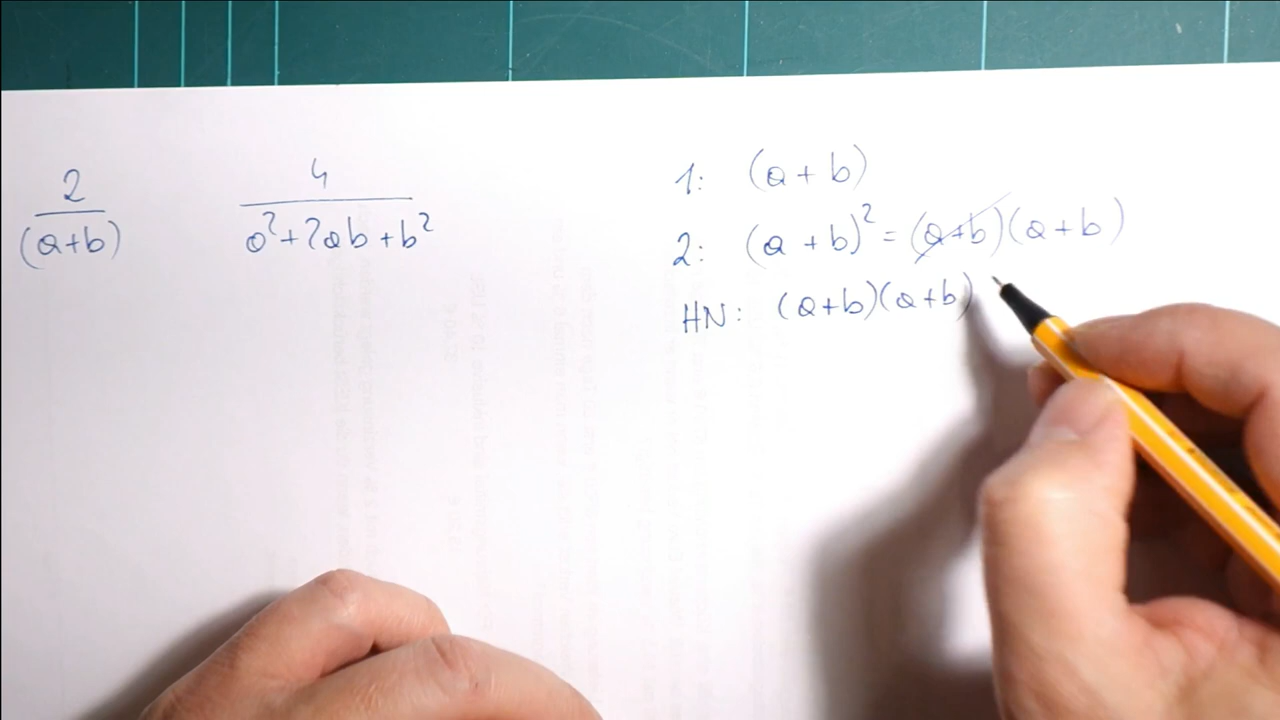 2/(a+b) 4/(a²+2ab+b²)
1: (a+b)
2: (a+b)² = (a+b)(a+b)
HN: (a+b)(a+b)